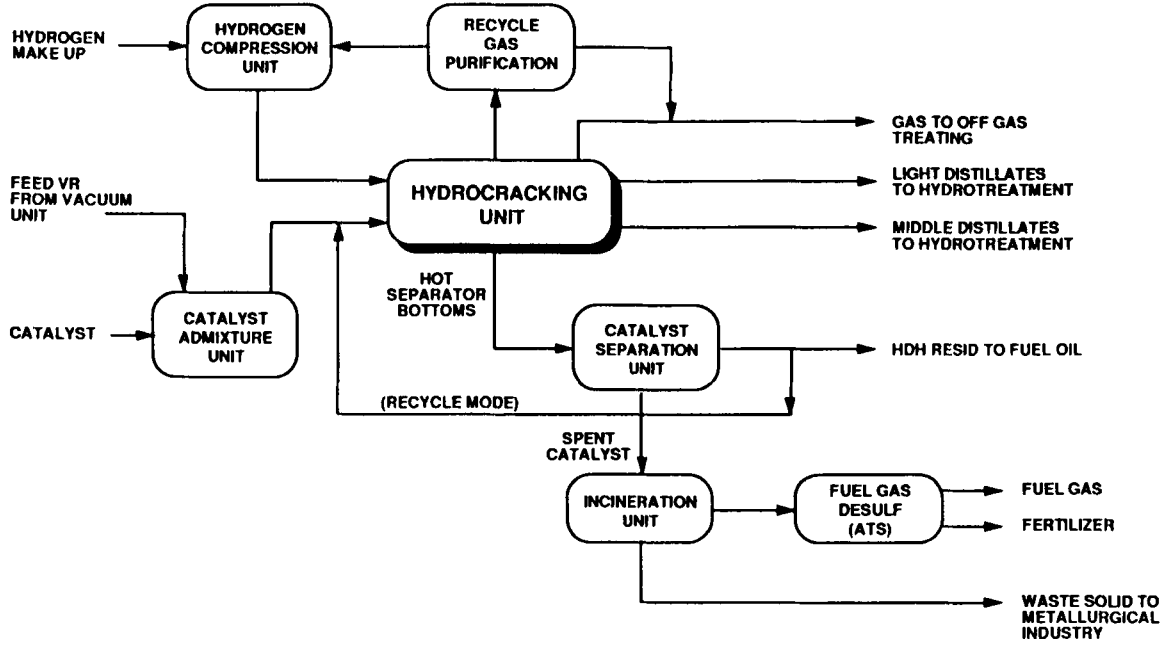 HYDROGEN
MAKE UP
HYDROGEN
COMPRESSION
UNIT
RECYCLE
GAS
PURIFICATION
GAS TO OFF GAS
TREATING
FEED VR
FROM VACUUM
UNIT
HYDROCRACKING
UNIT
LIGHT DISTILLATES
TO HYDROTREATMENT
MIDDLE DISTILLATES
TO HYDROTREATMENT
HOT
SEPARATOR
BOTTOMS
CATALYST
CATALYST
ADMIXTURE
UNIT
CATALYST
SEPARATION
UNIT
HDH RESID TO FUEL OIL
(RECYCLE MODE)
SPENT
CATALYST
INCINERATION
UNIT
FUEL GAS
DESULF
(ATS)
FUEL GAS
FERTILIZER
WASTE SOLID TO
METALLURGICAL
INDUSTRY